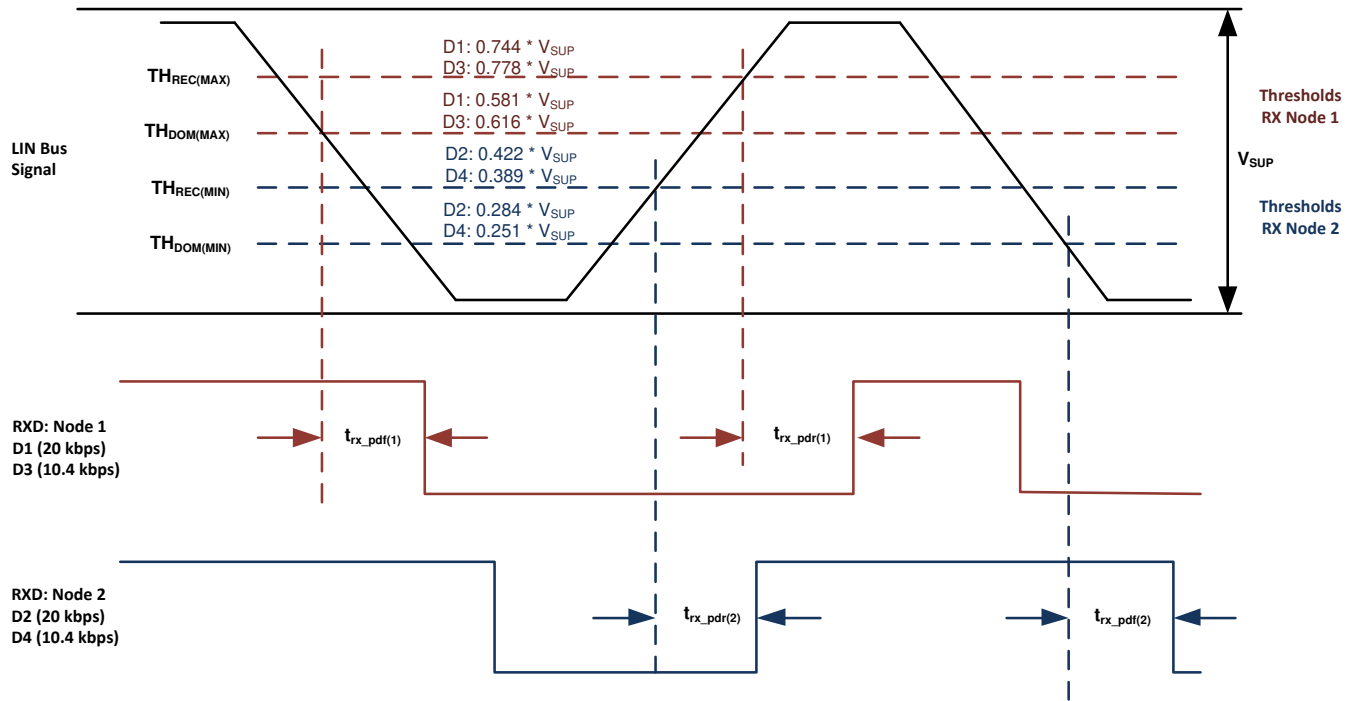 D1: 0.744 * VSUP
D3: 0.778 * VSUP
THREC(MAX)
D1: 0.581 * VSUP
D3: 0.616 * VSUP
THDOM(MAX)
D2: 0.422 * VSUP
D4: 0.389 * VSUP
THREC(MIN)
D2: 0.284 * VSUP
D4: 0.251 * VSUP
THDOM(MIN)
LIN Bus
Signal
Thresholds
RX Node 1
VSUP
Thresholds
RX Node 2
RXD: Node 1
D1 (20 kbps)
D3 (10.4 kbps)
trx_pdf(1)
trx_pdr(1)
RXD: Node 2
D2 (20 kbps)
D4 (10.4 kbps)
trx_pdr(2)
trx_pdf(2)